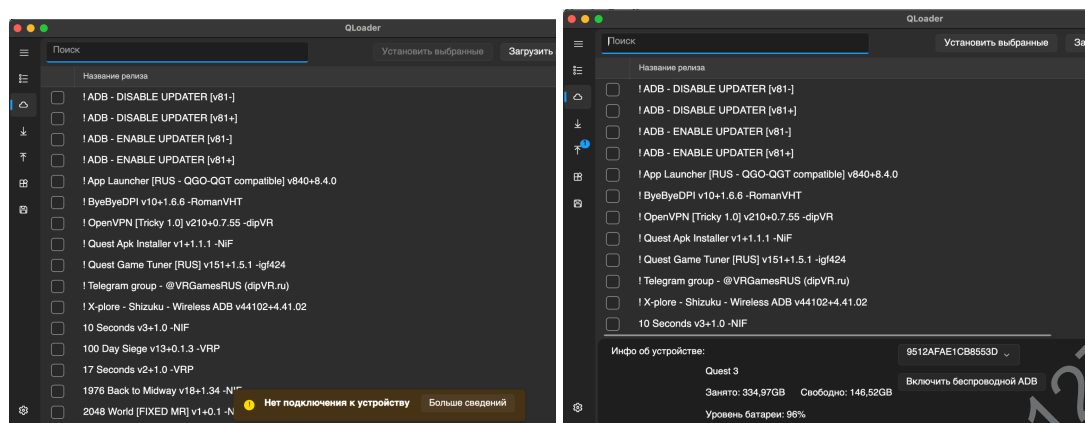 QLoader
Поиск
Установить выбранные
Загрузить
Название релиза
! ADB - DISABLE UPDATER [v81-]
! ADB - DISABLE UPDATER [v81+]
! ADB - ENABLE UPDATER [v81-]
! ADB - ENABLE UPDATER [v81+]
! App Launcher [RUS - QGO-QGT compatible] v840+8.4.0
! ByeByeDPI v10+1.6.6 -RomanVHT
! OpenVPN [Tricky 1.0] v210+0.7.55 -dipVR
! Quest Apk Installer v1+1.1.1 -NiF
! Quest Game Tuner [RUS] v151+1.5.1 -igf424
! Telegram group - @VRGamesRUS (dipVR.ru)
! X-plore - Shizuku - Wireless ADB v44102+4.41.02
10 Seconds v3+1.0 -NIF
100 Day Siege v13+0.1.3 -VRP
17 Seconds v2+1.0 -VRP
1976 Back to Midway v18+1.34 -NIF
2048 World [FIXED MR] v1+0.1 -N
Нет подключения к устройству
Больше сведений
QLoader
Поиск
Установить выбранные
За
1
Название релиза
! ADB - DISABLE UPDATER [v81-]
! ADB - DISABLE UPDATER [v81+]
! ADB - ENABLE UPDATER [v81-]
! ADB - ENABLE UPDATER [v81+]
! App Launcher [RUS - QGO-QGT compatible] v840+8.4.0
! ByeByeDPI v10+1.6.6 -RomanVHT
! OpenVPN [Tricky 1.0] v210+0.7.55 -dipVR
! Quest Apk Installer v1+1.1.1 -NiF
! Quest Game Tuner [RUS] v151+1.5.1 -igf424
! Telegram group - @VRGamesRUS (dipVR.ru)
! X-plore - Shizuku - Wireless ADB v44102+4.41.02
10 Seconds v3+1.0 -NIF
Инфо об устройстве:
9512AFAE1CB8553D
Quest 3
Включить беспроводной ADB
Занято: 334,97GB Свободно: 146,52GB
Уровень батареи: 96%
12